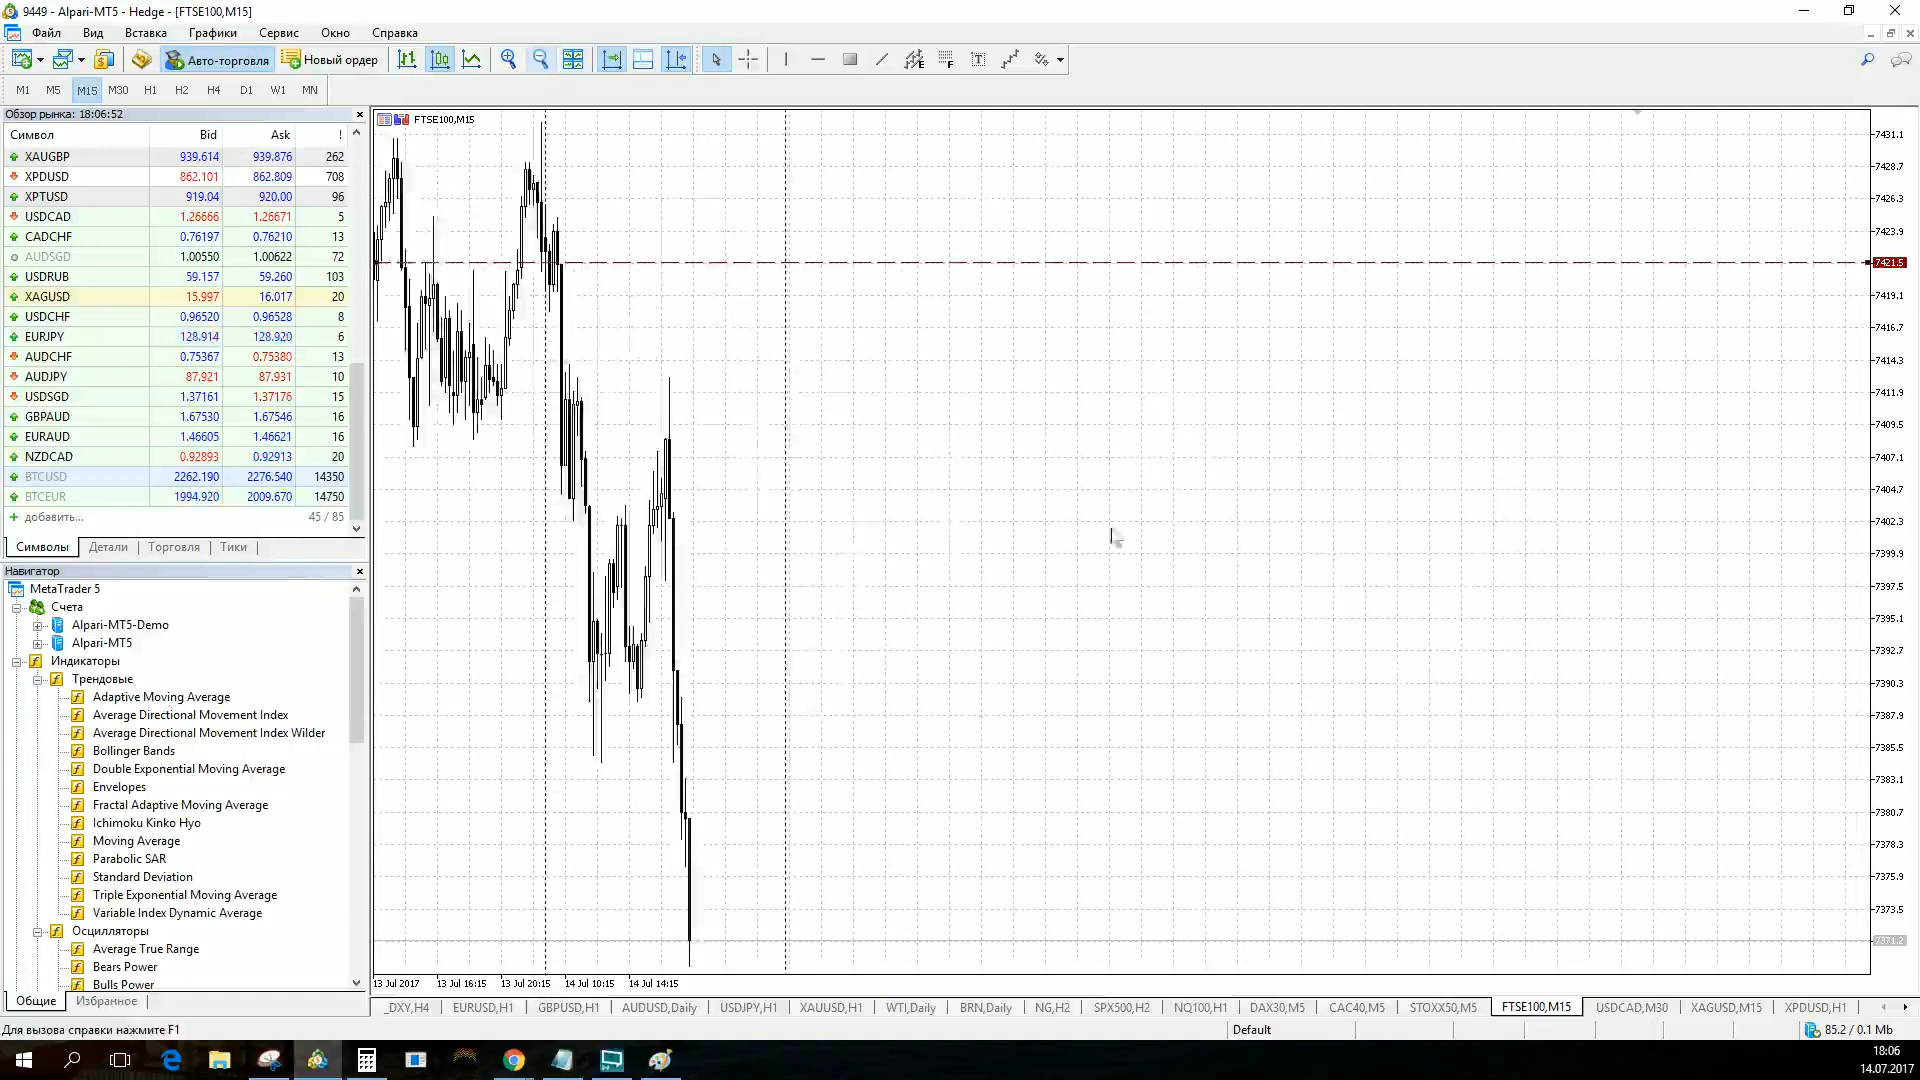 9449 - Alpari-MT5 - Hedge - [FTSE100,M15]
Файл Вид Вставка Графики Сервис Окно Справка
Авто-торговля Новый ордер
M1 M5 M15 M30 H1 H2 H4 D1 W1 MN
Обзор рынка: 18:06:52
Символ Bid Ask !
XAUGBP 939.614 939.876 262
XPDUSD 862.101 862.809 708
XPTUSD 919.04 920.00 96
USDCAD 1.26666 1.26671 5
CADCHF 0.76197 0.76210 13
AUDSGD 1.00550 1.00622 72
USDRUB 59.157 59.260 103
XAGUSD 15.997 16.017 20
USDCHF 0.96520 0.96528 8
EURJPY 128.914 128.920 6
AUDCHF 0.75367 0.75380 13
AUDJPY 87.921 87.931 10
USDSGD 1.37161 1.37176 15
GBPAUD 1.67530 1.67546 16
EURAUD 1.46605 1.46621 16
NZDCAD 0.92893 0.92913 20
BTCUSD 2262.190 2276.540 14350
BTCEUR 1994.920 2009.670 14750
добавить... 45 / 85
Символы Детали Торговля Тики
Навигатор
MetaTrader 5
Счета
Alpari-MT5-Demo
Alpari-MT5
Индикаторы
Трендовые
Adaptive Moving Average
Average Directional Movement Index
Average Directional Movement Index Wilder
Bollinger Bands
Double Exponential Moving Average
Envelopes
Fractal Adaptive Moving Average
Ichimoku Kinko Hyo
Moving Average
Parabolic SAR
Standard Deviation
Triple Exponential Moving Average
Variable Index Dynamic Average
Осцилляторы
Average True Range
Bears Power
Bulls Power
Общие Избранное
FTSE100,M15
7431.1
7428.7
7426.3
7423.9
7421.5
7419.1
7416.7
7414.3
7411.9
7409.5
7407.1
7404.7
7402.3
7399.9
7397.5
7395.1
7392.7
7390.3
7387.9
7385.5
7383.1
7380.7
7378.3
7375.9
7373.5
7371.2
13 Jul 2017 13 Jul 16:15 13 Jul 20:15 14 Jul 10:15 14 Jul 14:15
_DXY,H4 EURUSD,H1 GBPUSD,H1 AUDUSD,Daily USDJPY,H1 XAUUSD,H1 WTI,Daily BRN,Daily NG,H2 SPX500,H2 NQ100,H1 DAX30,M5 CAC40,M5 STOXX50,M5 FTSE100,M15 USDCAD,M30 XAGUSD,M15 XPDUSD,H1
Для вызова справки нажмите F1 Default 85.2 / 0.1 Mb
18:06
14.07.2017